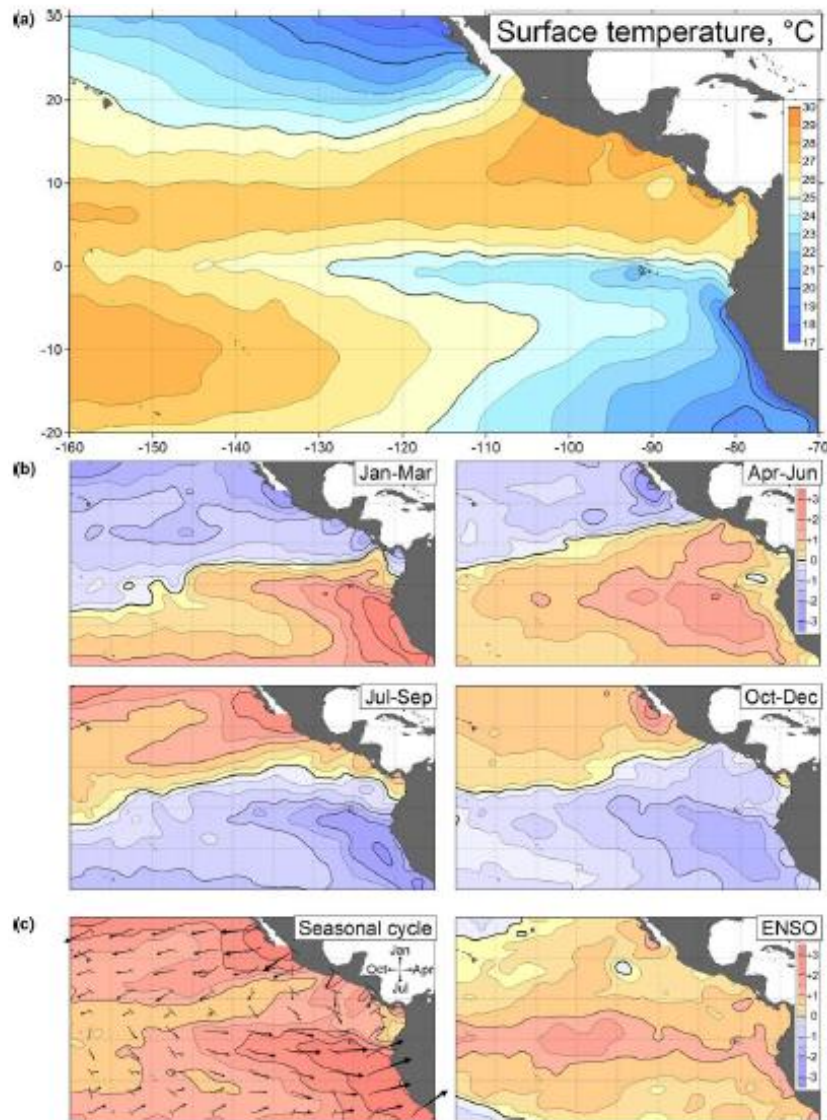 (a)
Surface temperature, °C
30
20
10
0
-10
-20
-160 -150 -140 -130 -120 -110 -100 -90 -80 -70
30
29
28
27
26
25
24
23
22
21
20
19
18
17
(b)
Jan-Mar
Apr-Jun
+3
+2
+1
0
-1
-2
-3
Jul-Sep
Oct-Dec
(c)
Seasonal cycle
Jan
Oct Apr
Jul
ENSO
+3
+2
+1
0
-1
-2
-3